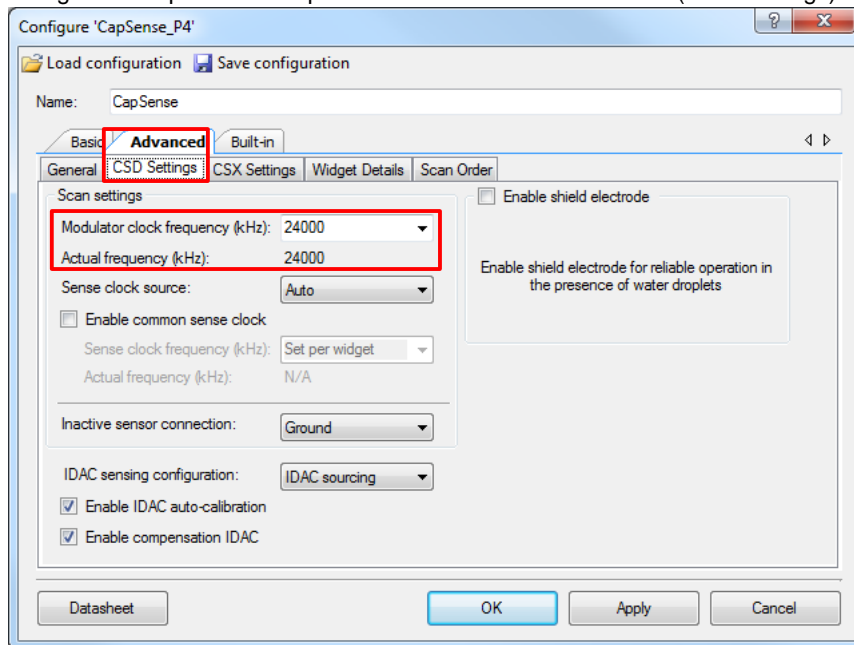 Configure 'CapSense_P4'
Load configuration Save configuration
Name: CapSense
Basic Advanced Built-in
General CSD Settings CSX Settings Widget Details Scan Order
Scan settings
Enable shield electrode
Modulator clock frequency (kHz): 24000
Actual frequency (kHz): 24000
Enable shield electrode for reliable operation in
the presence of water droplets
Sense clock source: Auto
Enable common sense clock
Sense clock frequency (kHz): Set per widget
Actual frequency (kHz): N/A
Inactive sensor connection: Ground
IDAC sensing configuration: IDAC sourcing
Enable IDAC auto-calibration
Enable compensation IDAC
Datasheet OK Apply Cancel